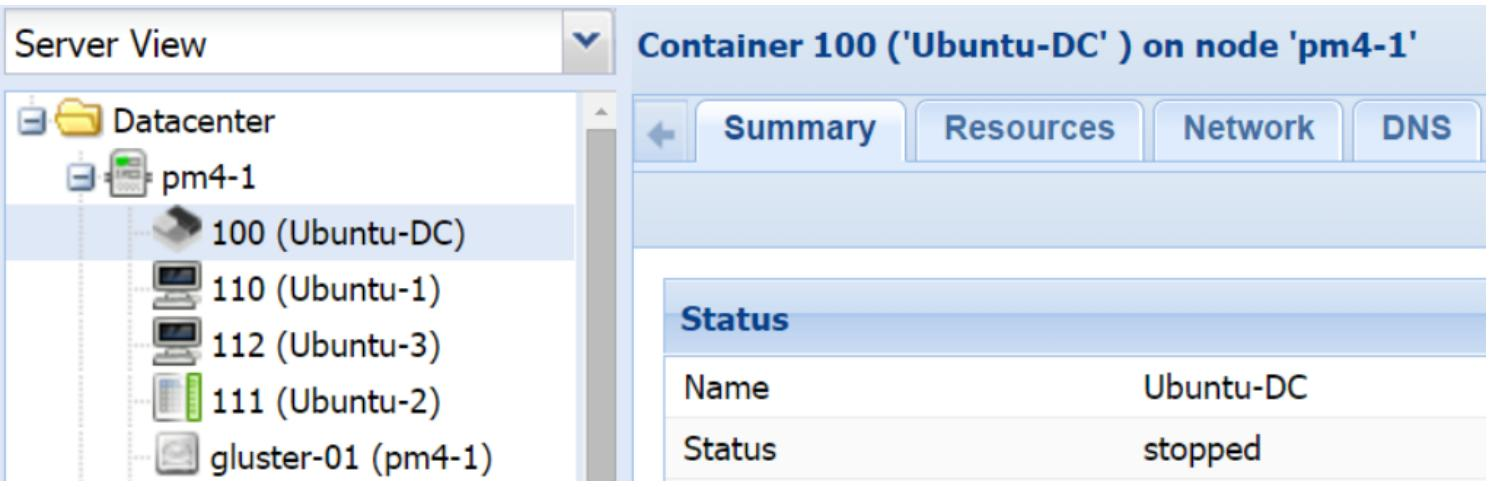 Server View
Datacenter
pm4-1
100 (Ubuntu-DC)
110 (Ubuntu-1)
112 (Ubuntu-3)
111 (Ubuntu-2)
gluster-01 (pm4-1)
Container 100 ('Ubuntu-DC' ) on node 'pm4-1'
Summary Resources Network DNS
Status
Name Ubuntu-DC
Status stopped